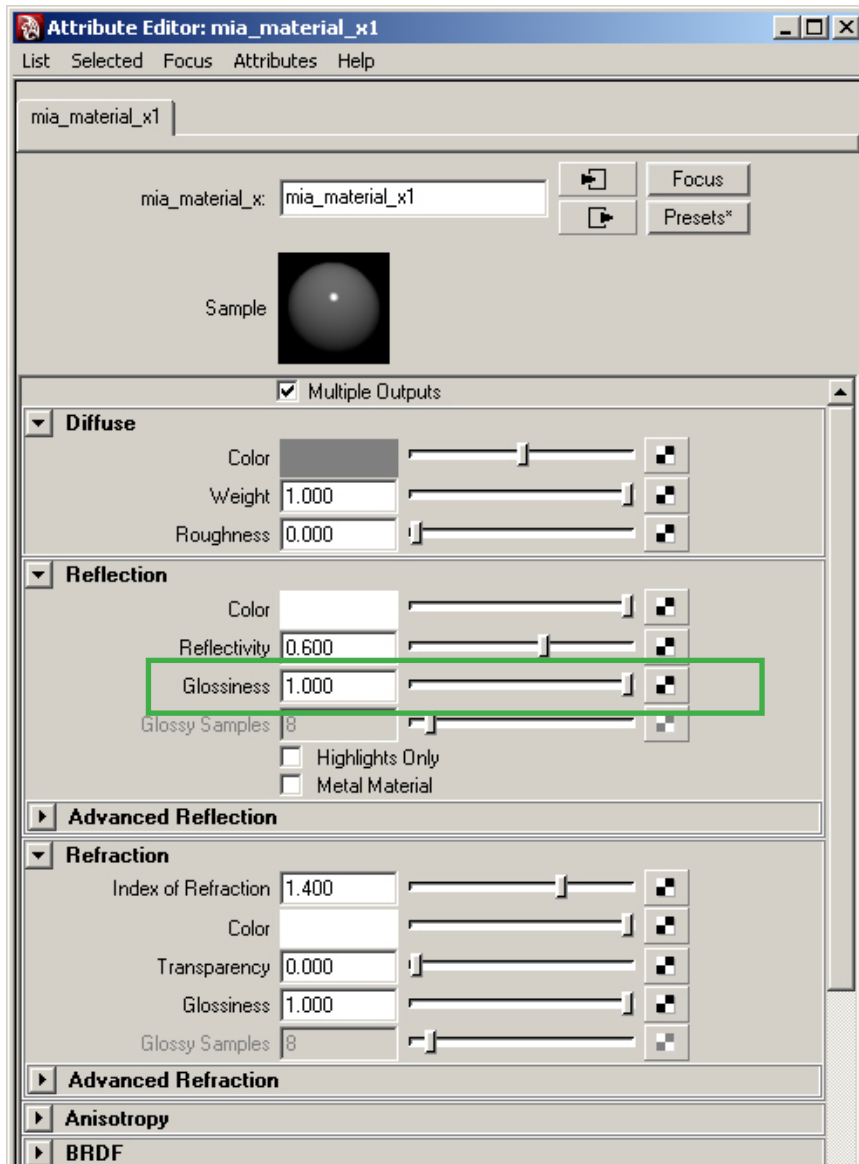 Attribute Editor: mia_material_x1
List Selected Focus Attributes Help
mia_material_x1
mia_material_x: mia_material_x1
Focus
Presets*
Sample
Multiple Outputs
Diffuse
Color
Weight 1.000
Roughness 0.000
Reflection
Color
Reflectivity 0.600
Glossiness 1.000
Glossy Samples 8
Highlights Only
Metal Material
Advanced Reflection
Refraction
Index of Refraction 1.400
Color
Transparency 0.000
Glossiness 1.000
Glossy Samples 8
Advanced Refraction
Anisotropy
BRDF